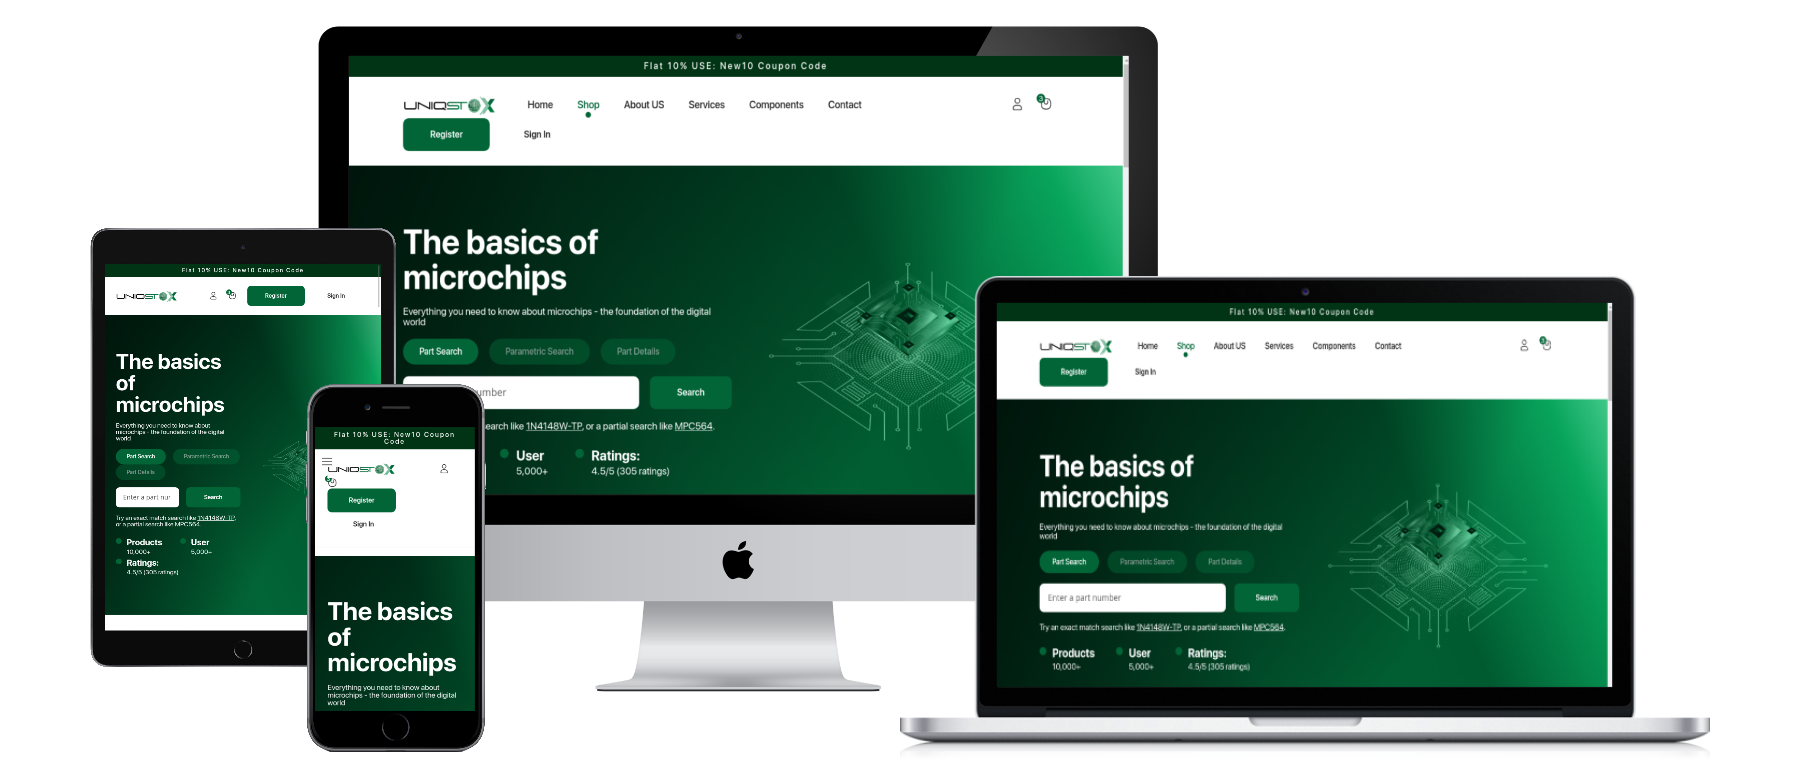 Flat 10% USE: New10 Coupon Code
UNIQSTOX Home Shop About US Services Components Contact 3
Register Sign In
The basics of
microchips
Everything you need to know about microchips - the foundation of the digital
world
Part Search Parametric Search Part Details
umber Search
earch like 1N4148W-TP, or a partial search like MPC564.
User Ratings:
5,000+ 4.5/5 (305 ratings)
Flat 10% USE: New10 Coupon Code
UNIQSTOX Register Sign In
The basics
of
microchips
Everything you need to know about
microchips - the foundation of the digital
world
Part Search Parametric Search
Part Details
Enter a part nur Search
Try an exact match search like 1N4148W-TP,
or a partial search like MPC564.
Products User
10,000+ 5,000+
Ratings:
4.5/5 (305 ratings)
Flat 10% USE: New10 Coupon
Code
UNIQSTOX
Register
Sign In
The basics
of
microchips
Everything you need to know about
microchips - the foundation of the digital
world
Flat 10% USE: New10 Coupon Code
UNIQSTOX Home Shop About US Services Components Contact 3
Register Sign In
The basics of
microchips
Everything you need to know about microchips - the foundation of the digital
world
Part Search Parametric Search Part Details
Enter a part number Search
Try an exact match search like 1N4148W-TP, or a partial search like MPC564.
Products User Ratings:
10,000+ 5,000+ 4.5/5 (305 ratings)